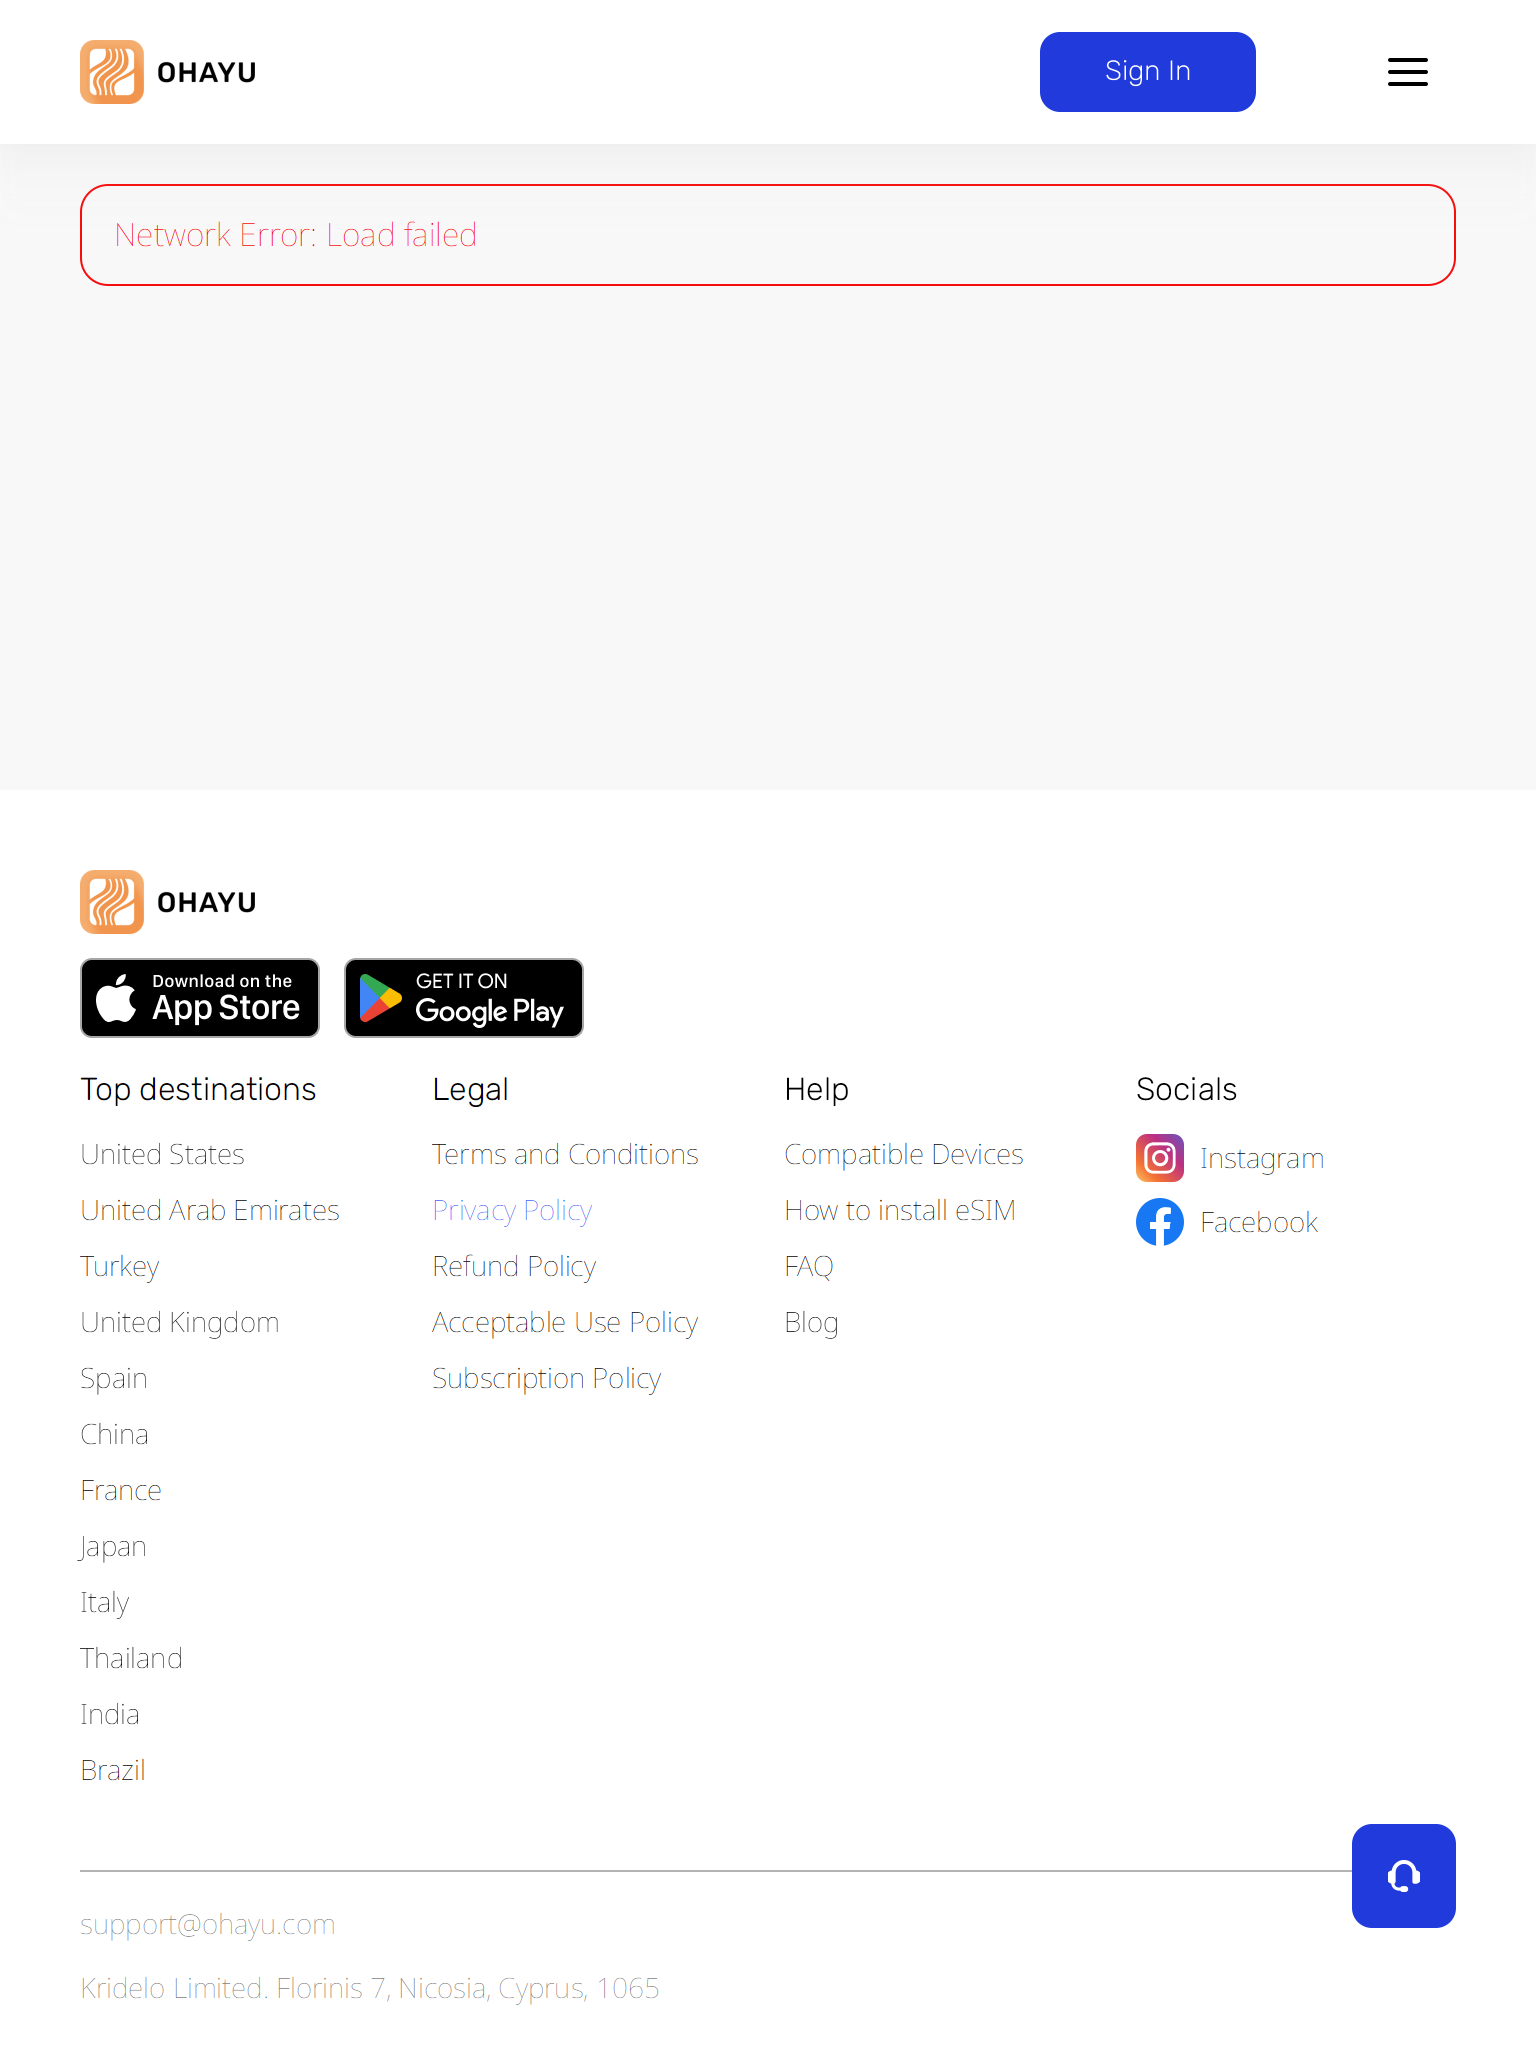 OHAYU
Sign In
Network Error: Load failed
OHAYU
Download on the
App Store
GET IT ON
Google Play
Top destinations
United States
United Arab Emirates
Turkey
United Kingdom
Spain
China
France
Japan
Italy
Thailand
India
Brazil
Legal
Terms and Conditions
Privacy Policy
Refund Policy
Acceptable Use Policy
Subscription Policy
Help
Compatible Devices
How to install eSIM
FAQ
Blog
Socials
Instagram
Facebook
support@ohayu.com
Kridelo Limited. Florinis 7, Nicosia, Cyprus, 1065